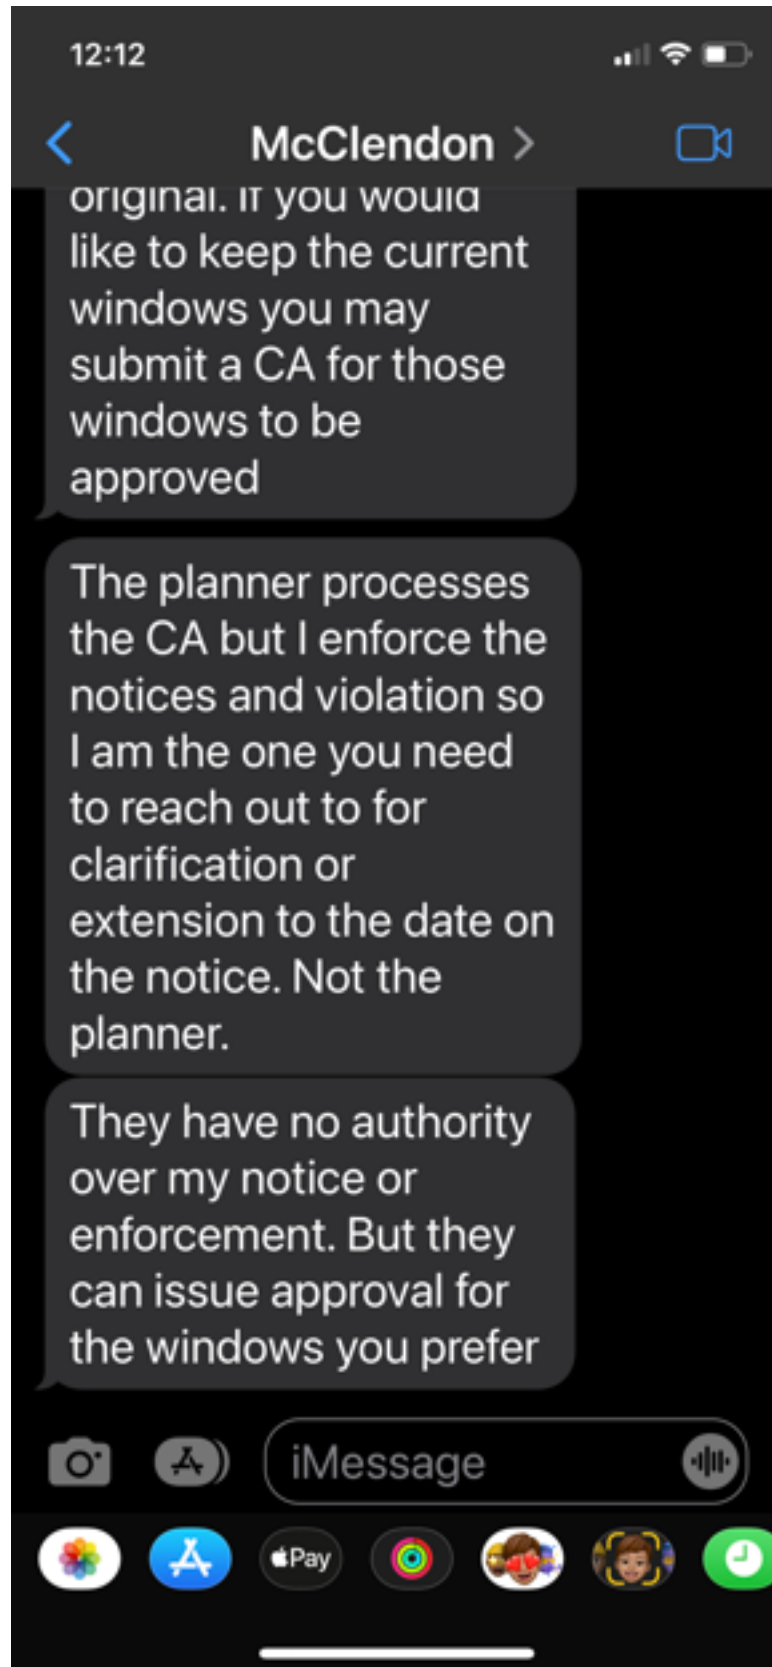 12:12
McClendon
original. If you would
like to keep the current
windows you may
submit a CA for those
windows to be
approved
The planner processes
the CA but I enforce the
notices and violation so
I am the one you need
to reach out to for
clarification or
extension to the date on
the notice. Not the
planner.
They have no authority
over my notice or
enforcement. But they
can issue approval for
the windows you prefer
iMessage
Pay